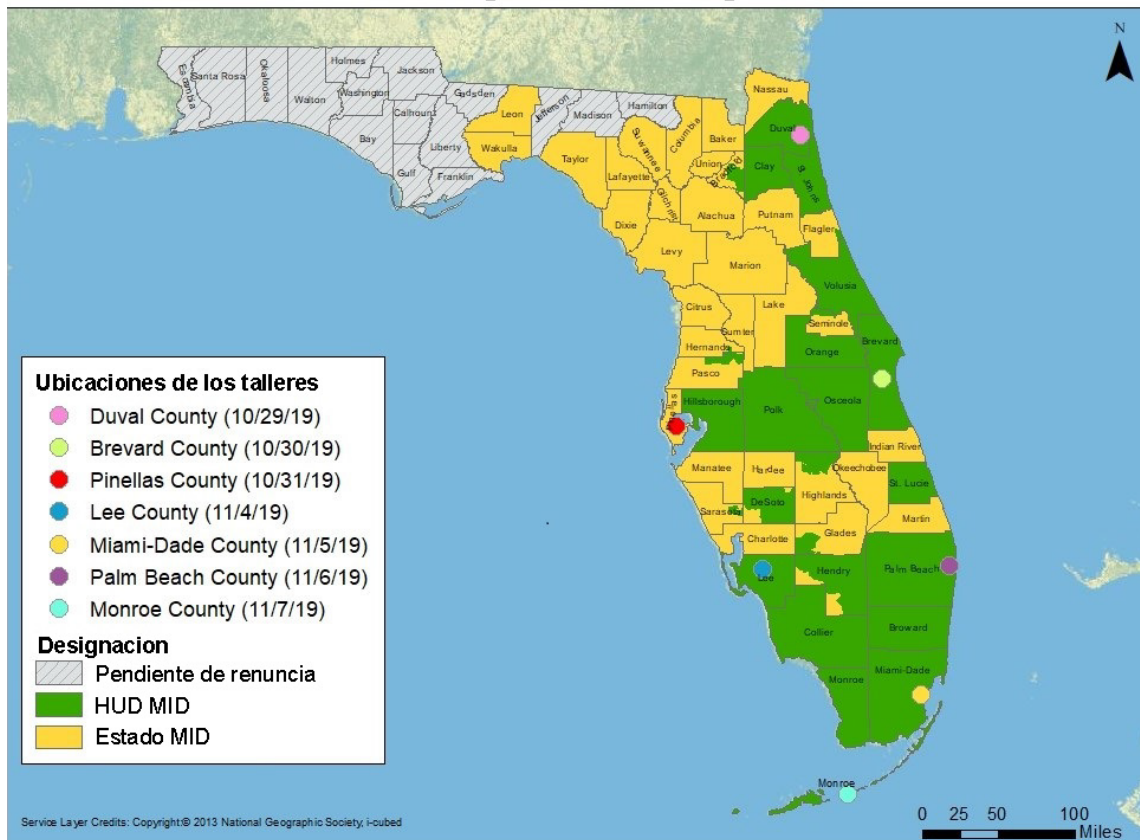 N
Escambia
Santa Rosa
Okaloosa
Walton
Holmes
Washington
Jackson
Bay
Calhoun
Gulf
Gadsden
Liberty
Franklin
Leon
Wakulla
Jefferson
Madison
Hamilton
Taylor
Suwannee
Lafayette
Columbia
Baker
Union
Bradford
Nassau
Duval
Clay
St. Johns
Gilchrist
Dixie
Alachua
Putnam
Flagler
Levy
Marion
Volusia
Citrus
Lake
Sumter
Seminole
Hernando
Orange
Brevard
Pasco
Hillsborough
Polk
Osceola
Indian River
Manatee
Hardee
Okeechobee
St. Lucie
Highlands
DeSoto
Sarasota
Martin
Charlotte
Glades
Lee
Hendry
Palm Beach
Collier
Broward
Monroe
Miami-Dade
Monroe
Ubicaciones de los talleres
Duval County (10/29/19)
Brevard County (10/30/19)
Pinellas County (10/31/19)
Lee County (11/4/19)
Miami-Dade County (11/5/19)
Palm Beach County (11/6/19)
Monroe County (11/7/19)
Designacion
Pendiente de renuncia
HUD MID
Estado MID
Service Layer Credits: Copyright:© 2013 National Geographic Society, i-cubed
0 25 50 100
Miles